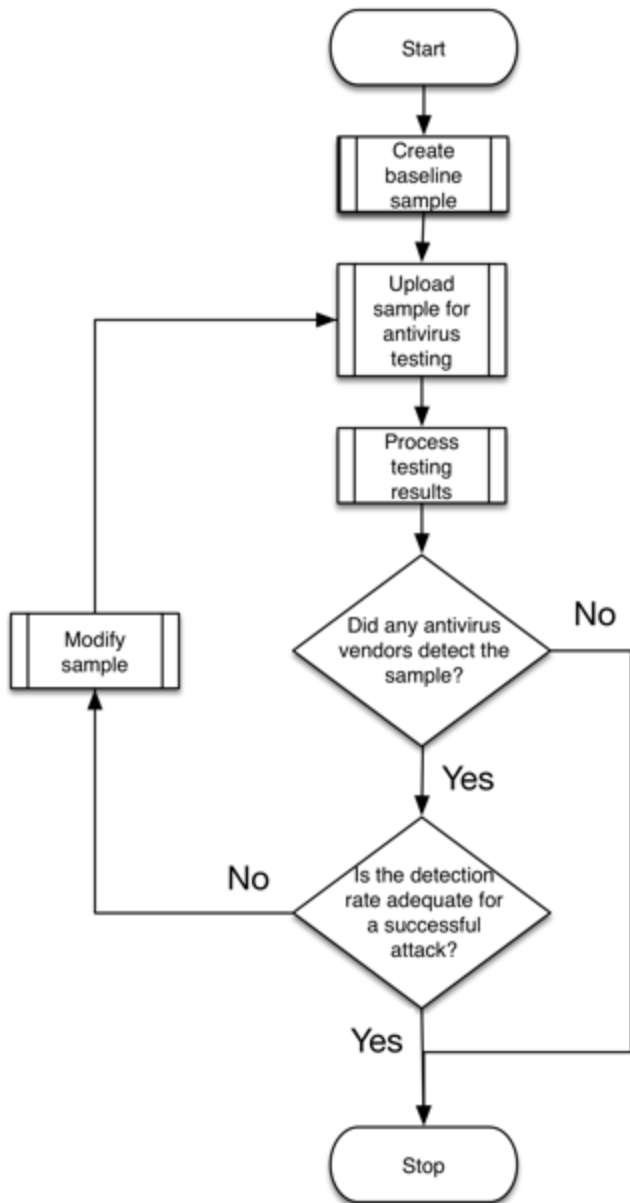 Start
Create
baseline
sample
Upload
sample for
antivirus
testing
Process
testing
results
Did any antivirus
vendors detect the
sample?
No
Modify
sample
Yes
Is the detection
rate adequate for
a successful
attack?
No
Yes
Stop